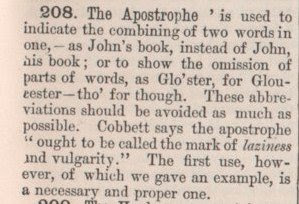 208. The Apostrophe ' is used to
indicate the combining of two words in
one,—as John's book, instead of John,
his book; or to show the omission of
parts of words, as Glo'ster, for Glou-
cester—tho' for though. These abbre-
viations should be avoided as much as
possible. Cobbett says the apostrophe
"ought to be called the mark of laziness
and vulgarity." The first use, how-
ever, of which we gave an example, is
a necessary and proper one.
209. The